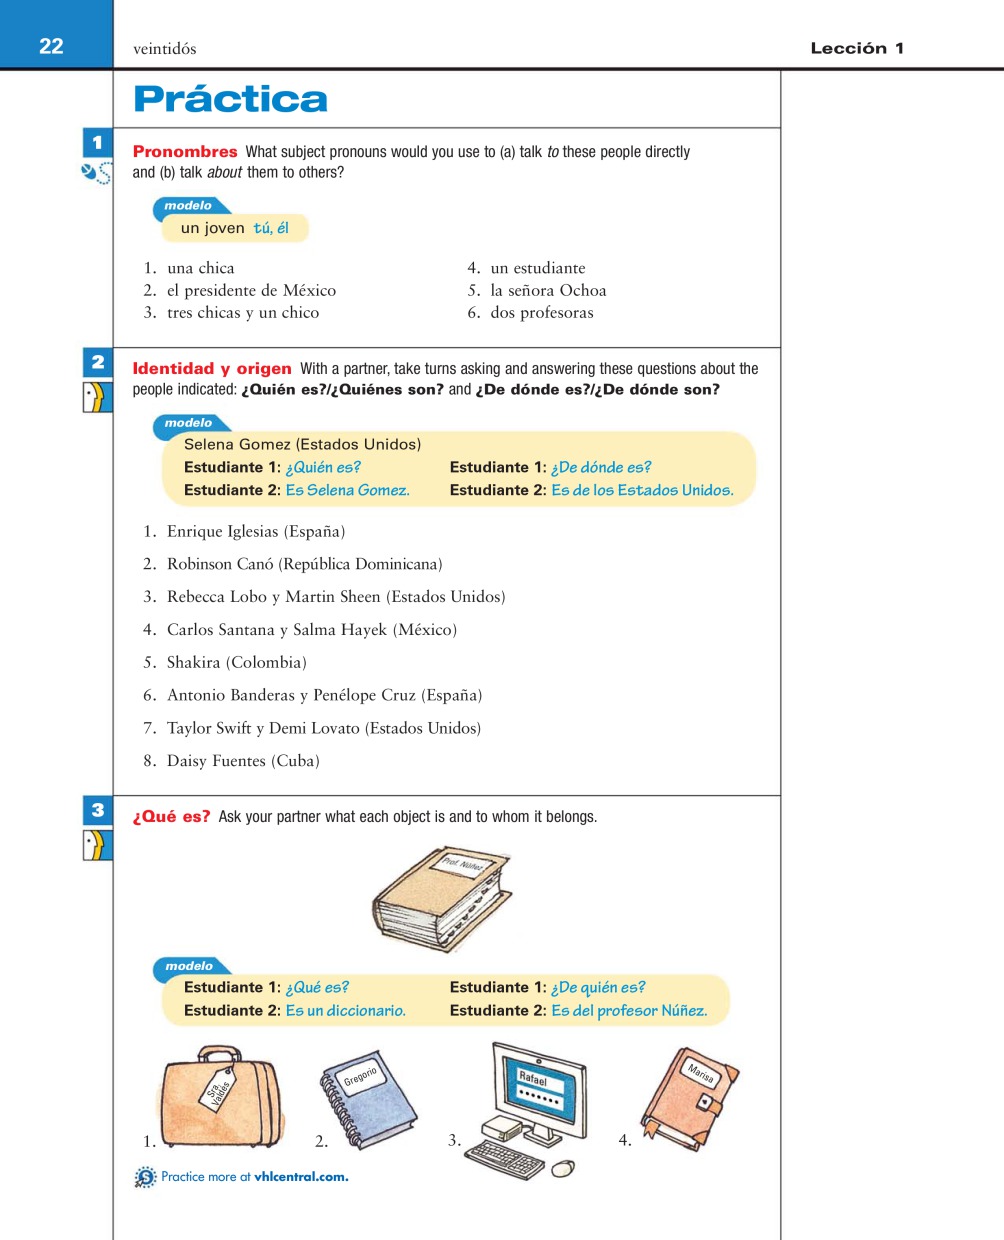 22
veintidós
Lección 1
Práctica
1
Pronombres What subject pronouns would you use to (a) talk to these people directly
and (b) talk about them to others?
modelo
un joven tú, él
1. una chica
2. el presidente de México
3. tres chicas y un chico
4. un estudiante
5. la señora Ochoa
6. dos profesoras
2
Identidad y origen With a partner, take turns asking and answering these questions about the
people indicated: ¿Quién es?/¿Quiénes son? and ¿De dónde es?/¿De dónde son?
modelo
Selena Gomez (Estados Unidos)
Estudiante 1: ¿Quién es?
Estudiante 2: Es Selena Gomez.
Estudiante 1: ¿De dónde es?
Estudiante 2: Es de los Estados Unidos.
1. Enrique Iglesias (España)
2. Robinson Canó (República Dominicana)
3. Rebecca Lobo y Martin Sheen (Estados Unidos)
4. Carlos Santana y Salma Hayek (México)
5. Shakira (Colombia)
6. Antonio Banderas y Penélope Cruz (España)
7. Taylor Swift y Demi Lovato (Estados Unidos)
8. Daisy Fuentes (Cuba)
3
¿Qué es? Ask your partner what each object is and to whom it belongs.
Prof. Núñez
modelo
Estudiante 1: ¿Qué es?
Estudiante 2: Es un diccionario.
Estudiante 1: ¿De quién es?
Estudiante 2: Es del profesor Núñez.
Sra.
Valdés
1.
Gregorio
2.
Rafael
3.
Marisa
4.
S Practice more at vhlcentral.com.